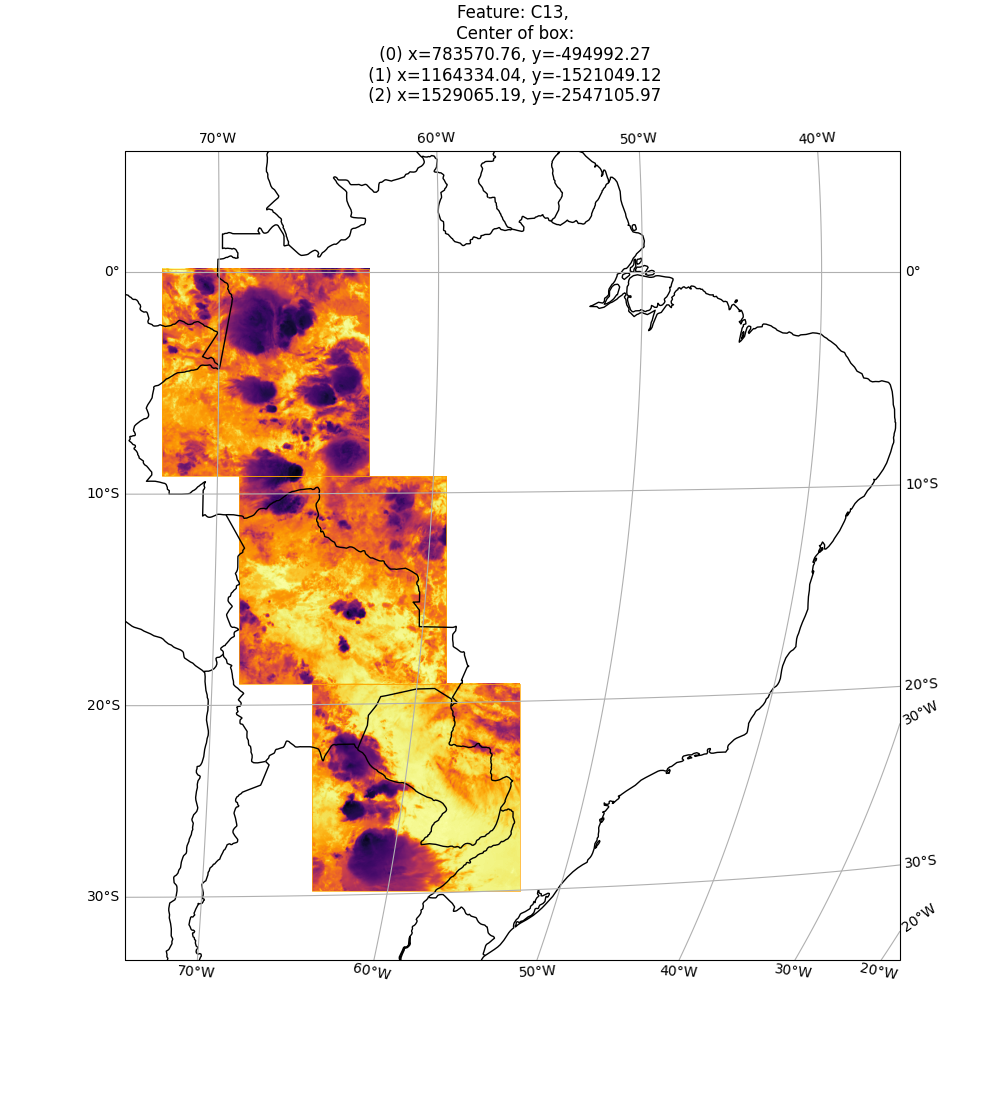 Feature: C13,
Center of box:
(0) x=783570.76, y=-494992.27
(1) x=1164334.04, y=-1521049.12
(2) x=1529065.19, y=-2547105.97
70°W 60°W 50°W 40°W
0° 0°
10°S 10°S
20°S 20°S
30°W
30°S 30°S
20°W
70°W 60°W 50°W 40°W 30°W 20°W